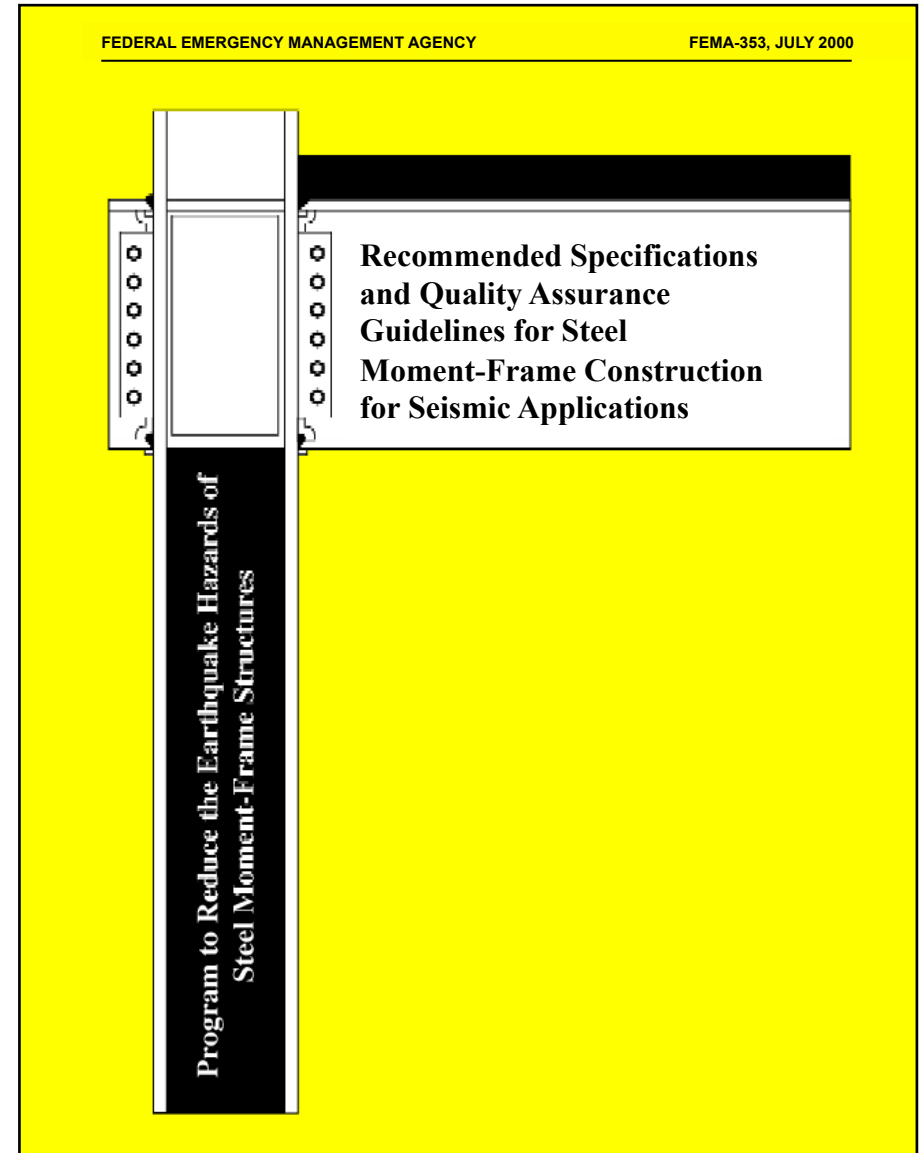 FEDERAL EMERGENCY MANAGEMENT AGENCY FEMA-353, JULY 2000
Recommended Specifications
and Quality Assurance
Guidelines for Steel
Moment-Frame Construction
for Seismic Applications
Program to Reduce the Earthquake Hazards of
Steel Moment-Frame Structures